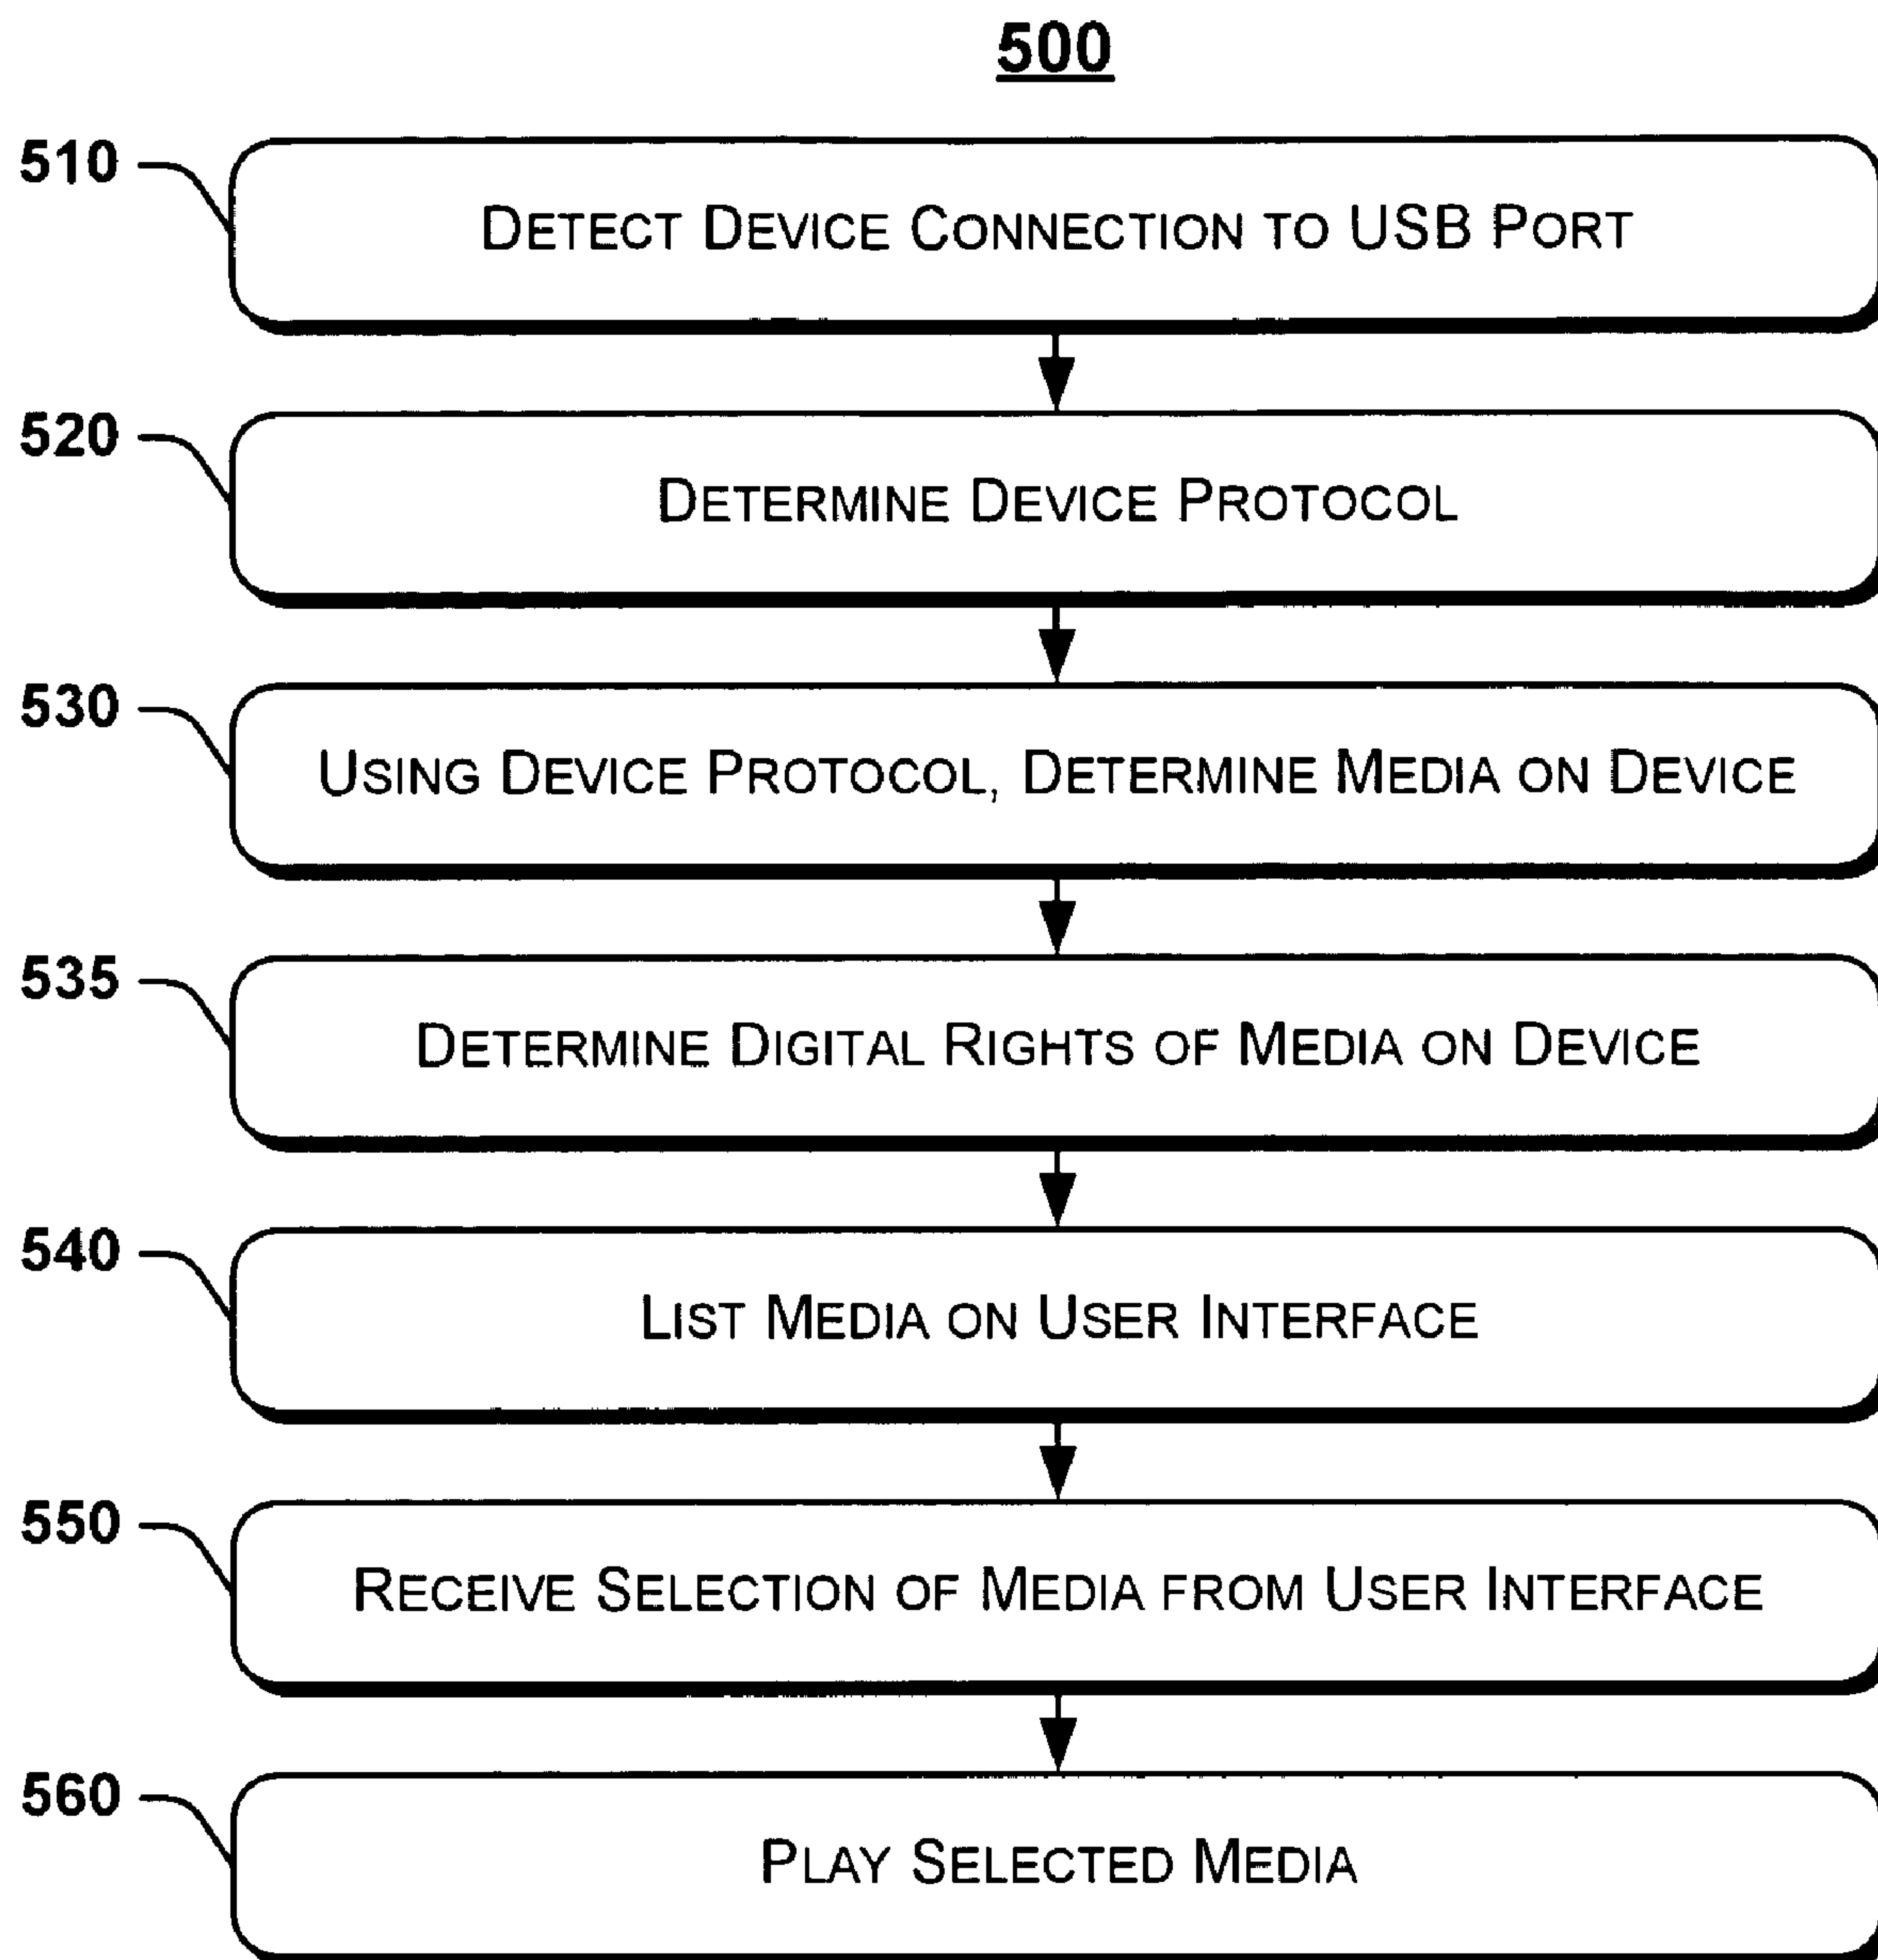 500
510
DETECT DEVICE CONNECTION TO USB PORT
520
DETERMINE DEVICE PROTOCOL
530
USING DEVICE PROTOCOL, DETERMINE MEDIA ON DEVICE
535
DETERMINE DIGITAL RIGHTS OF MEDIA ON DEVICE
540
LIST MEDIA ON USER INTERFACE
550
RECEIVE SELECTION OF MEDIA FROM USER INTERFACE
560
PLAY SELECTED MEDIA